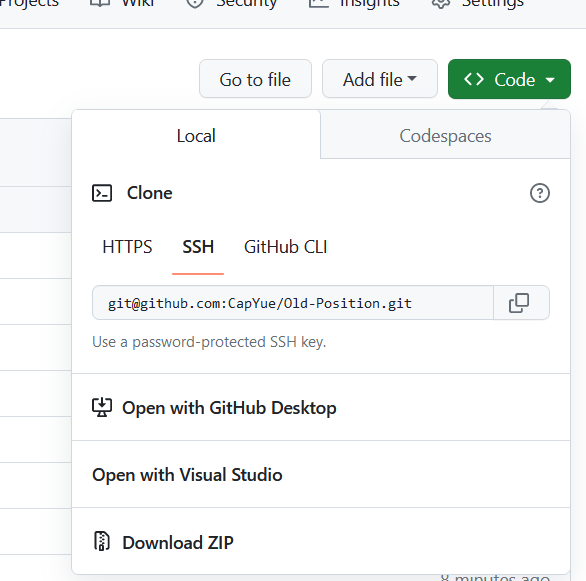 Projects Wiki Security Insights Settings
Go to file Add file <> Code
Local Codespaces
Clone
HTTPS SSH GitHub CLI
git@github.com:CapYue/Old-Position.git
Use a password-protected SSH key.
Open with GitHub Desktop
Open with Visual Studio
Download ZIP
8 minutes ago